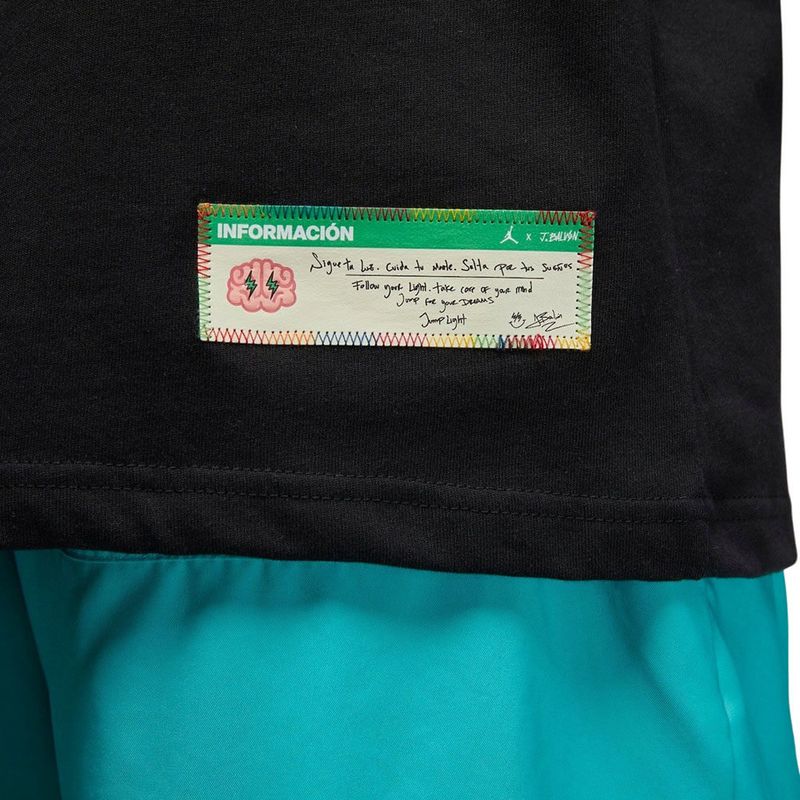 INFORMACIÓN x J.BALVIN
Sigue Tu Luz. Cuida tu Mente. Salta por tus Sueños
Follow your Light. take care of your mind
Jump for your DREAMS
Jump Light J Balvin